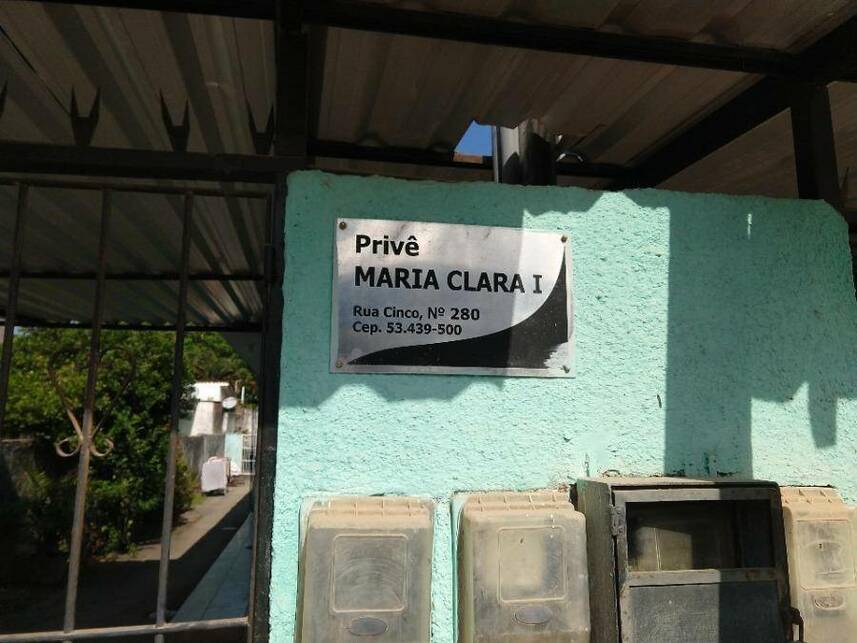 Privê
MARIA CLARA I
Rua Cinco, Nº 280
Cep. 53.439-500